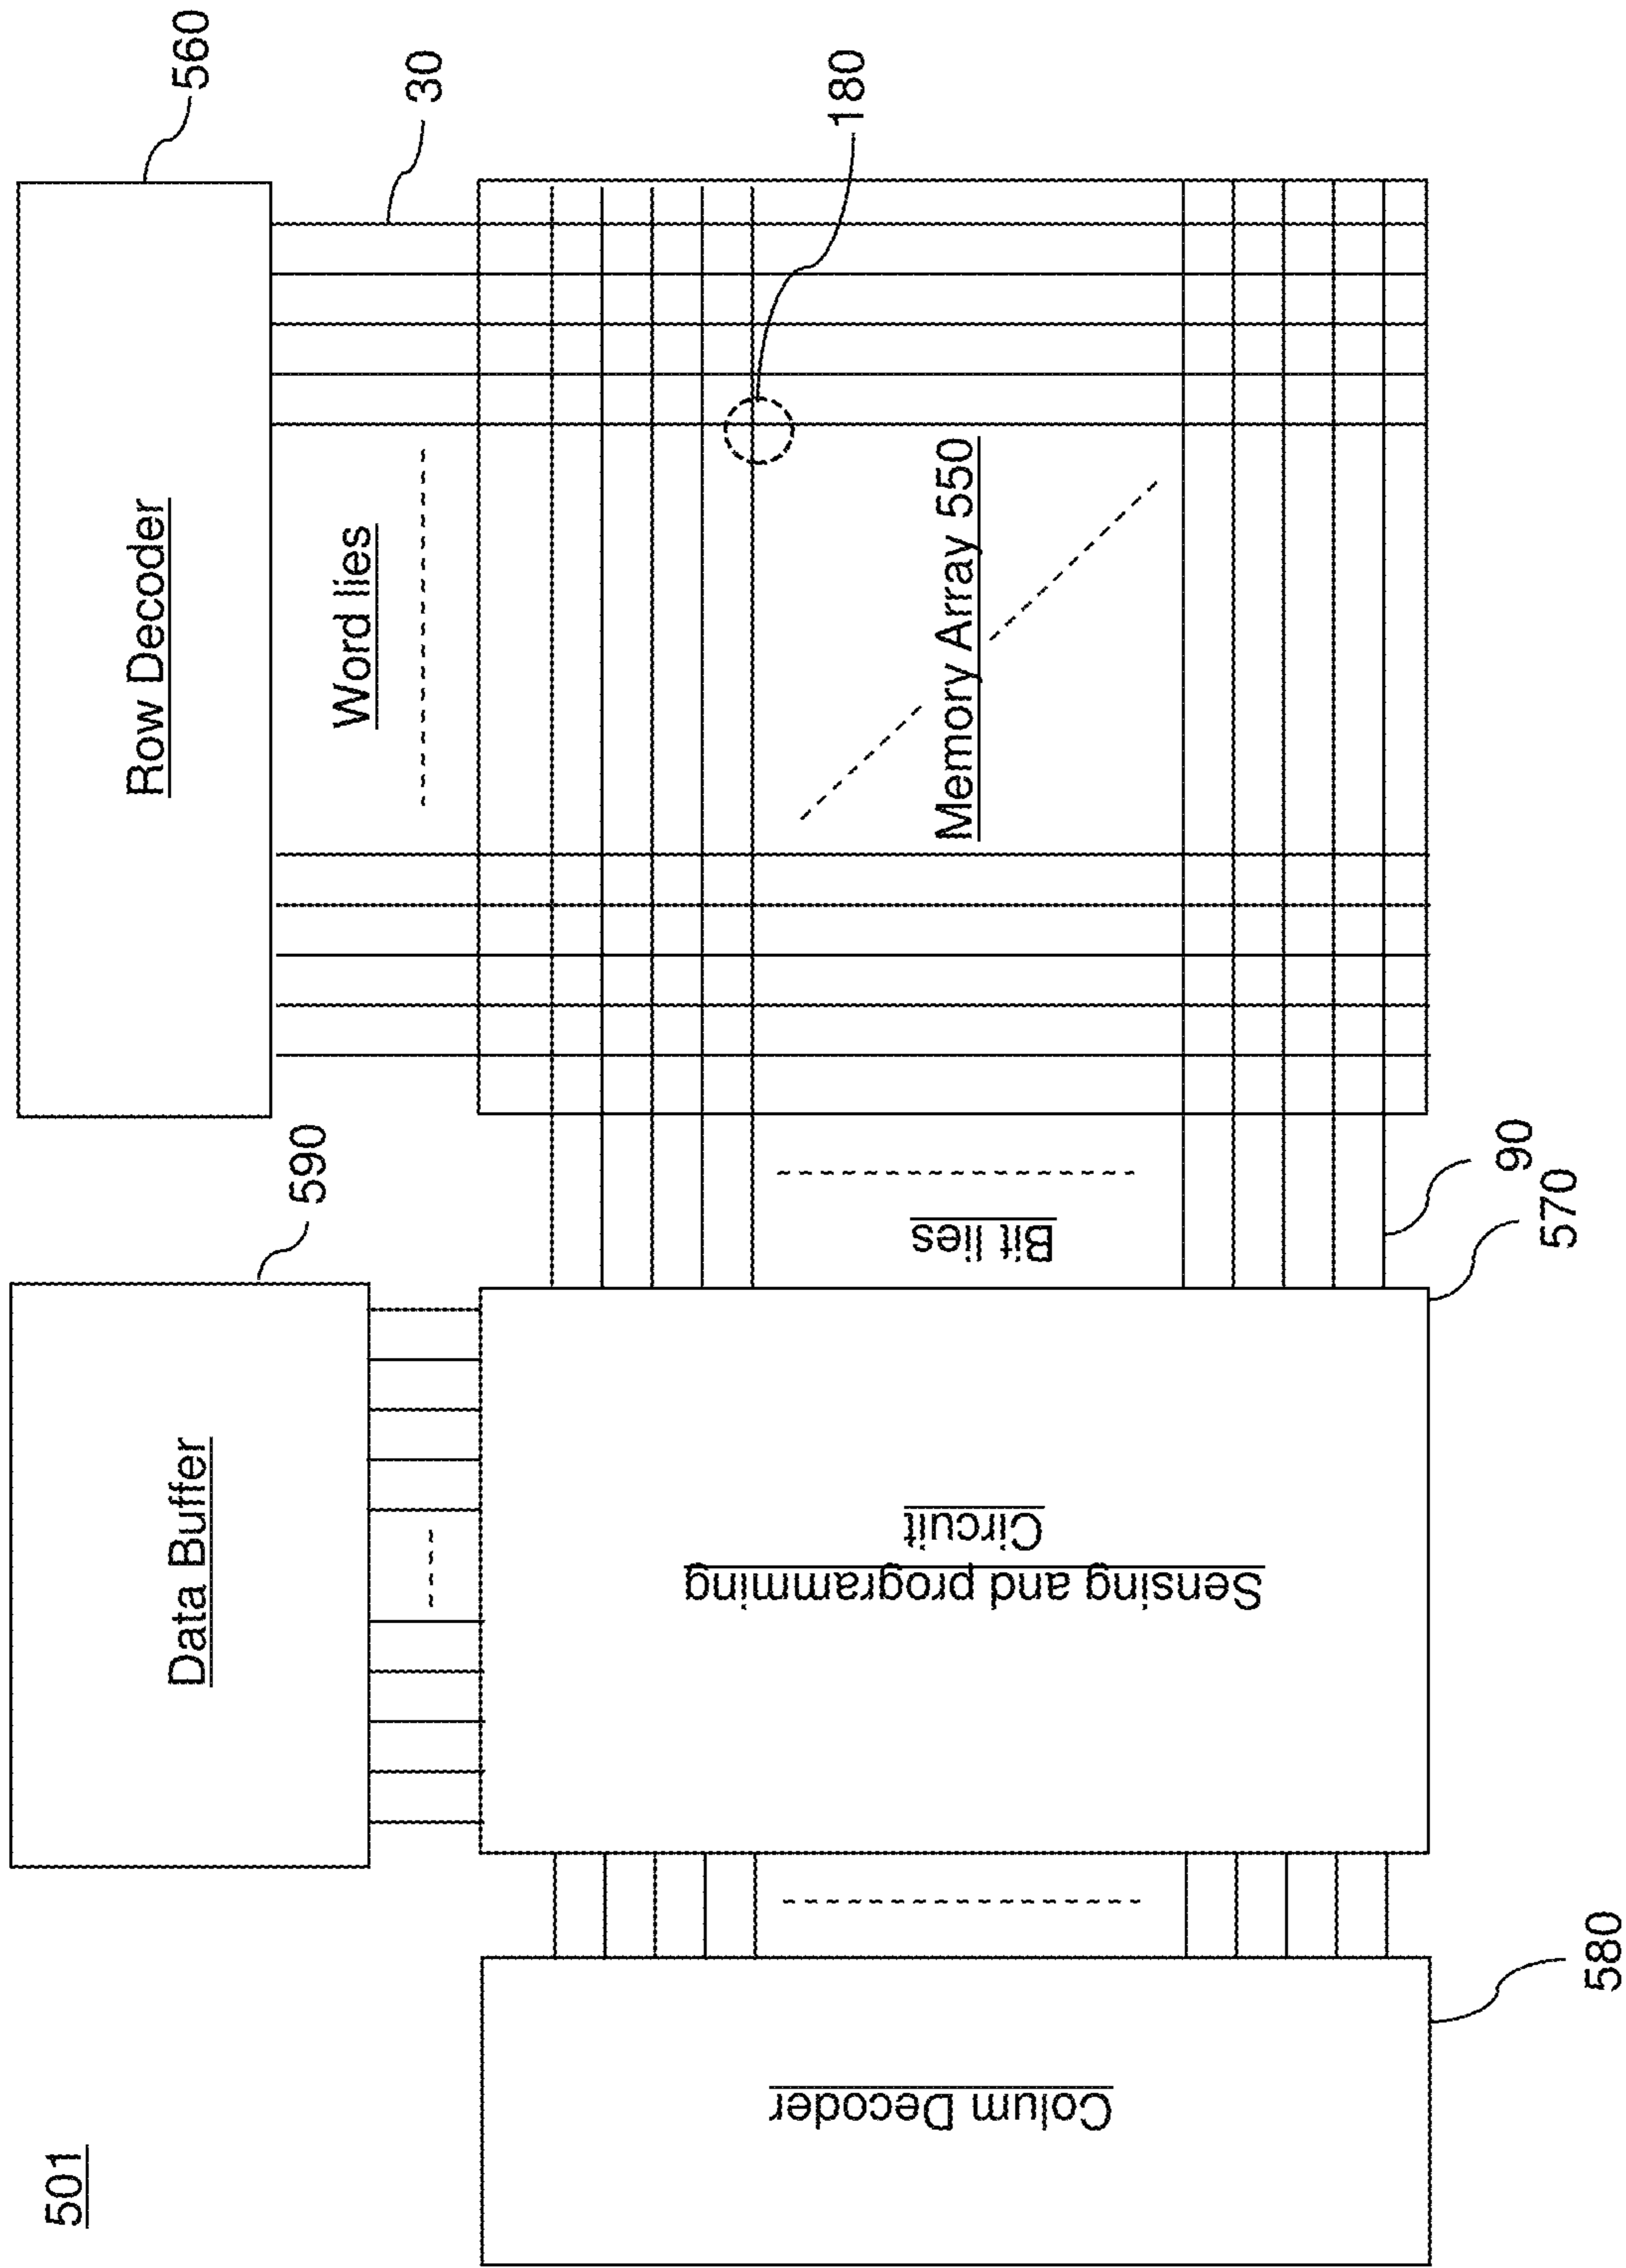 501
Data Buffer
590
Row Decoder
560
Word lies
30
180
Memory Array 550
Bit lies
90
570
Sensing and programming
Circuit
Colum Decoder
580